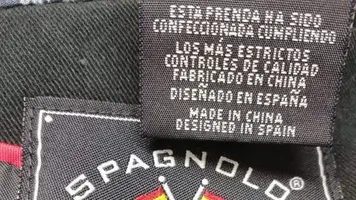 ESTA PRENDA HA SIDO
CONFECCIONADA CUMPLIENDO
LOS MÁS ESTRICTOS
CONTROLES DE CALIDAD
FABRICADO EN CHINA
DISEÑADO EN ESPAÑA
MADE IN CHINA
DESIGNED IN SPAIN
SPAGNOLO®